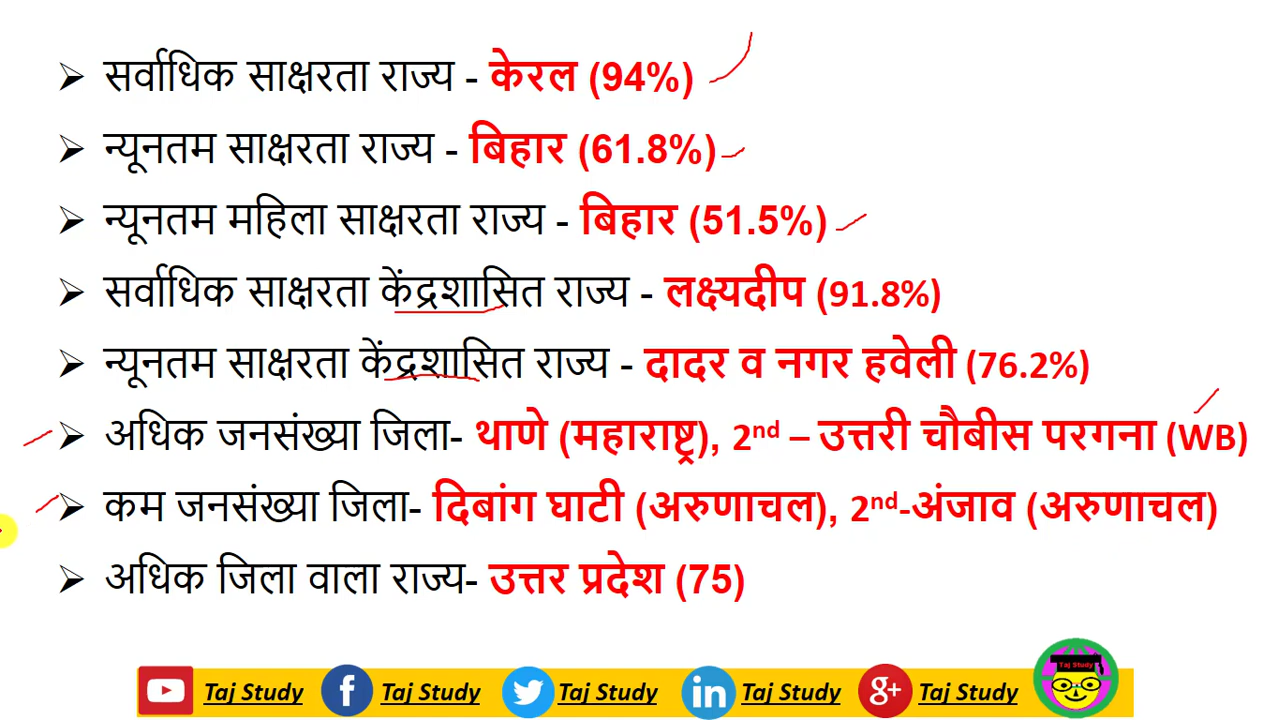 ➢ सर्वाधिक साक्षरता राज्य - केरल (94%)
➢ न्यूनतम साक्षरता राज्य - बिहार (61.8%)
➢ न्यूनतम महिला साक्षरता राज्य - बिहार (51.5%)
➢ सर्वाधिक साक्षरता केंद्रशासित राज्य - लक्ष्यदीप (91.8%)
➢ न्यूनतम साक्षरता केंद्रशासित राज्य - दादर व नगर हवेली (76.2%)
➢ अधिक जनसंख्या जिला- थाणे (महाराष्ट्र), 2nd – उत्तरी चौबीस परगना (WB)
➢ कम जनसंख्या जिला- दिबांग घाटी (अरुणाचल), 2nd-अंजाव (अरुणाचल)
➢ अधिक जिला वाला राज्य- उत्तर प्रदेश (75)
Taj Study f Taj Study Taj Study in Taj Study g+ Taj Study Taj Study